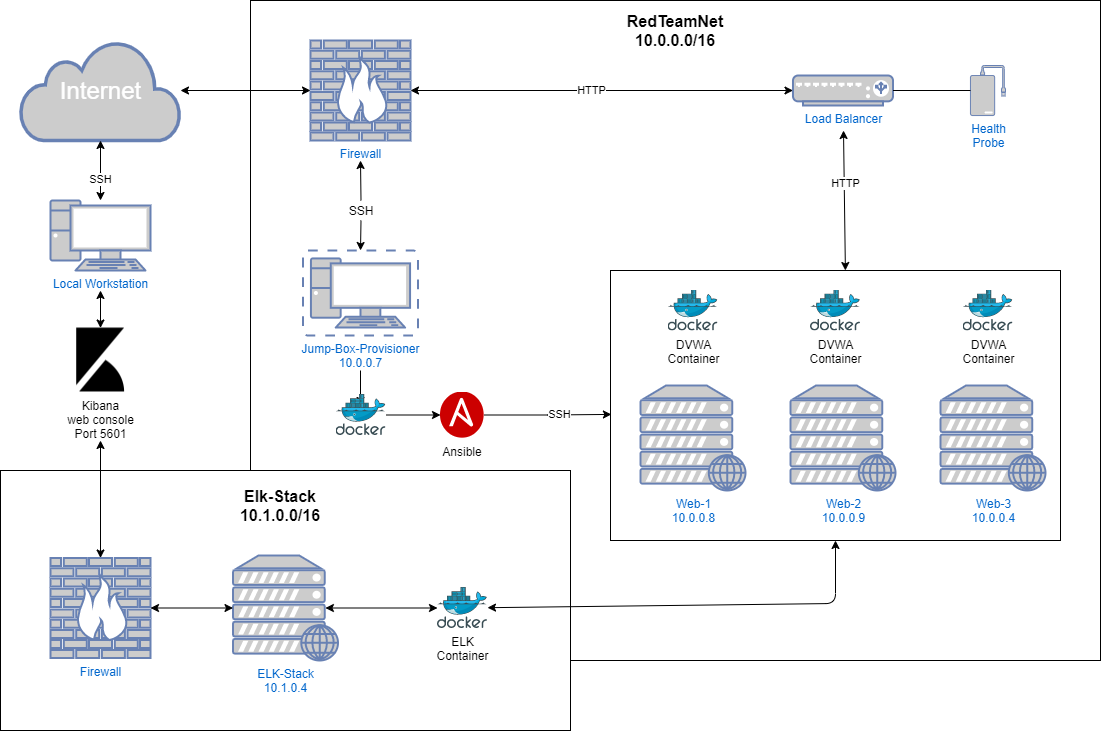 RedTeamNet
10.0.0.0/16
Internet
HTTP
Load Balancer
Health
Probe
Firewall
SSH
HTTP
SSH
Local Workstation
docker
docker
docker
DVWA
Container
DVWA
Container
DVWA
Container
Jump-Box-Provisioner
10.0.0.7
Kibana
web console
Port 5601
docker
SSH
Ansible
Web-1
10.0.0.8
Web-2
10.0.0.9
Web-3
10.0.0.4
Elk-Stack
10.1.0.0/16
docker
ELK
Container
Firewall
ELK-Stack
10.1.0.4